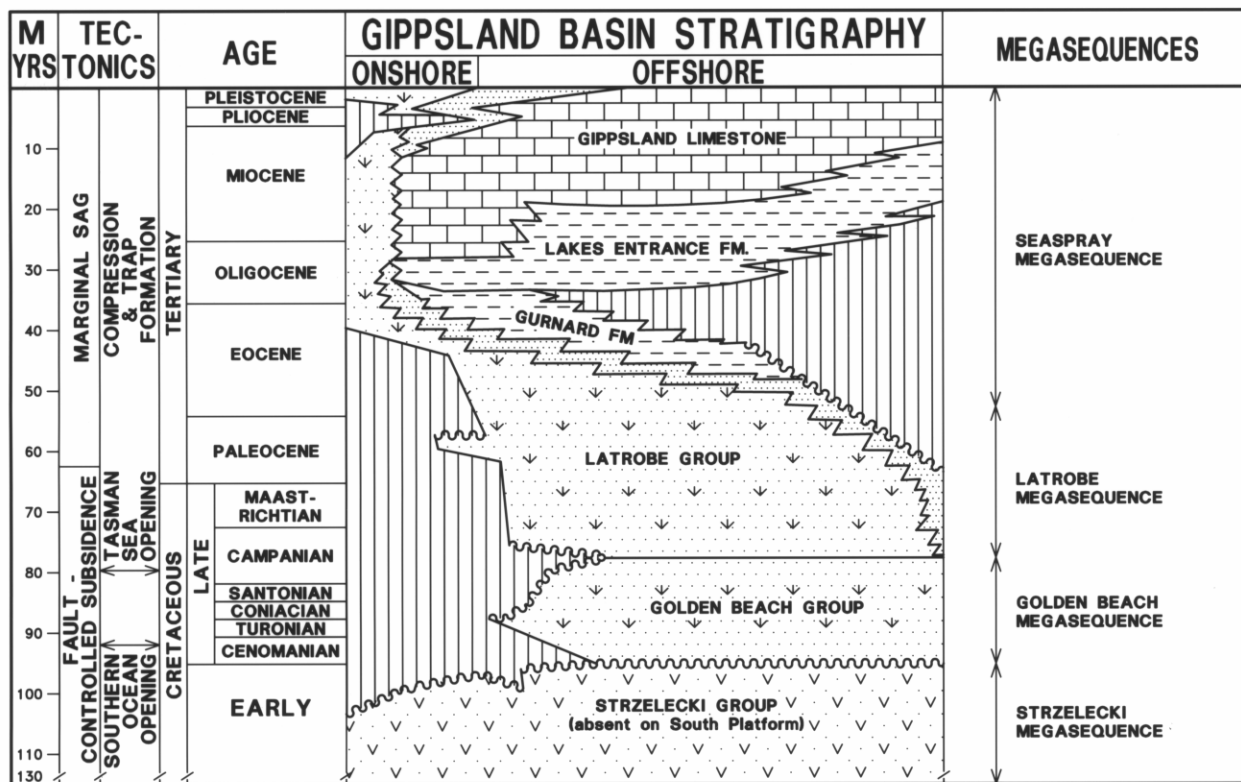 M
YRS
TEC-
TONICS
AGE
GIPPSLAND BASIN STRATIGRAPHY
ONSHORE
OFFSHORE
MEGASEQUENCES
10
20
30
40
50
60
70
80
90
100
110
130
MARGINAL SAG
FAULT -
CONTROLLED SUBSIDENCE
COMPRESSION
& TRAP
FORMATION
TASMAN
SEA
OPENING
SOUTHERN
OCEAN
OPENING
TERTIARY
CRETACEOUS
LATE
PLEISTOCENE
PLIOCENE
MIOCENE
OLIGOCENE
EOCENE
PALEOCENE
MAAST-
RICHTIAN
CAMPANIAN
SANTONIAN
CONIACIAN
TURONIAN
CENOMANIAN
EARLY
GIPPSLAND LIMESTONE
LAKES ENTRANCE FM.
GURNARD FM
LATROBE GROUP
GOLDEN BEACH GROUP
STRZELECKI GROUP
(absent on South Platform)
SEASPRAY
MEGASEQUENCE
LATROBE
MEGASEQUENCE
GOLDEN BEACH
MEGASEQUENCE
STRZELECKI
MEGASEQUENCE